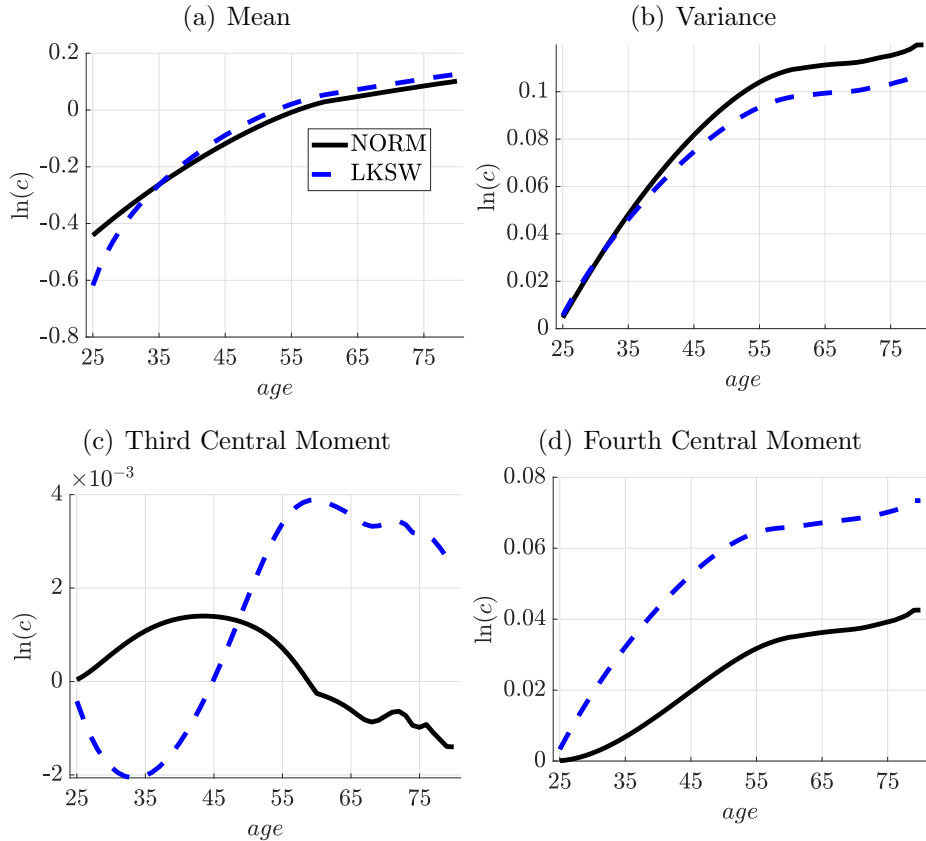 (a) Mean
0.2
0
-0.2
-0.4
-0.6
-0.8
ln(c)
NORM
LKSW
25 35 45 55 65 75
age
(b) Variance
0.1
0.08
0.06
0.04
0.02
0
ln(c)
25 35 45 55 65 75
age
(c) Third Central Moment
×10⁻³
4
2
0
-2
ln(c)
25 35 45 55 65 75
age
(d) Fourth Central Moment
0.08
0.06
0.04
0.02
0
ln(c)
25 35 45 55 65 75
age